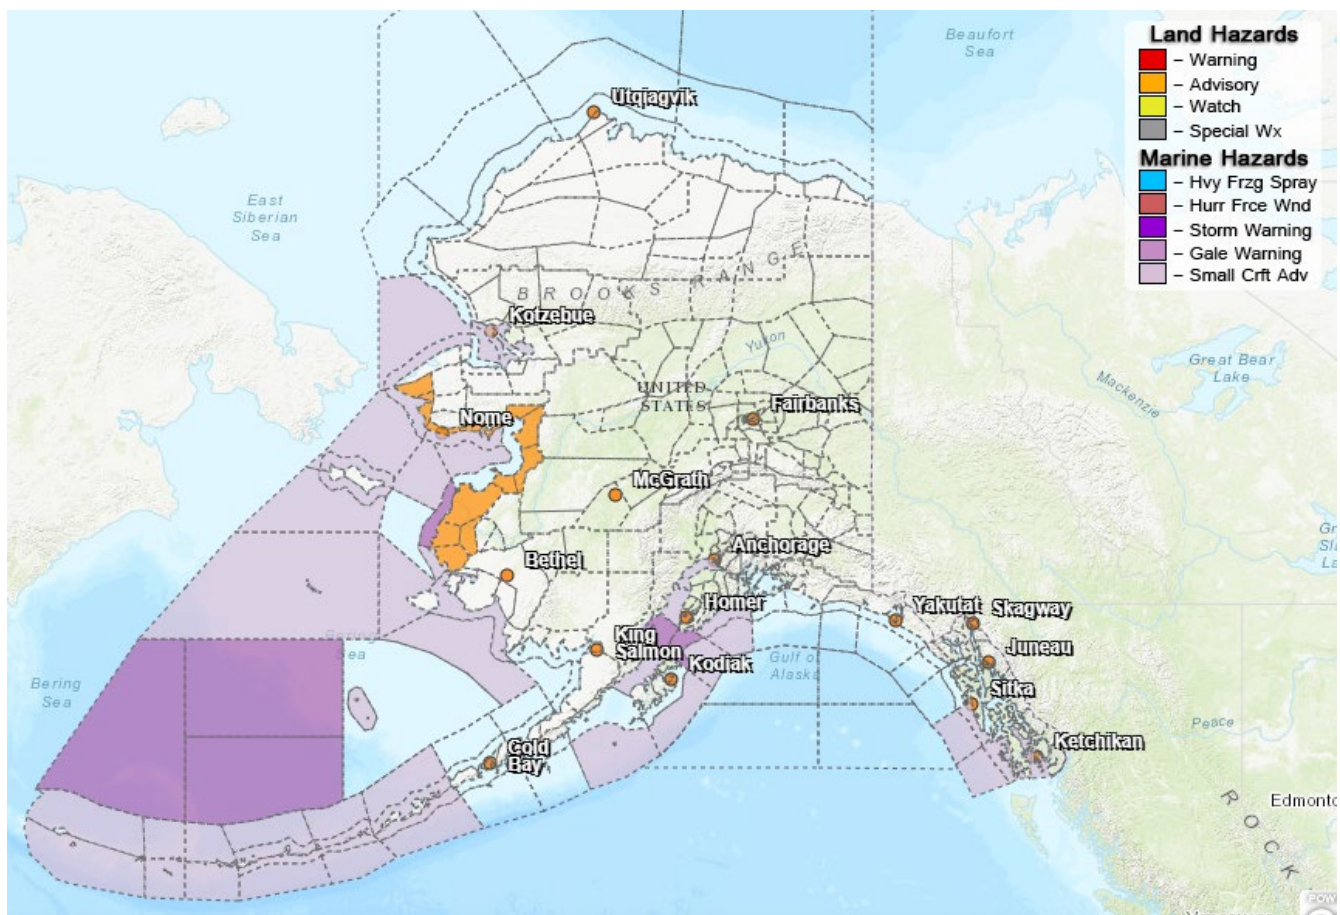 Beaufort
Sea
Land Hazards
– Warning
– Advisory
– Watch
– Special Wx
Marine Hazards
– Hvy Frzg Spray
– Hurr Frce Wnd
– Storm Warning
– Gale Warning
– Small Crft Adv
Utqiagvik
East
Siberian
Sea
BROOKS RANGE
Kotzebue
Yukon
Great Bear
Lake
Mackenzie
UNITED
STATES
Nome
Fairbanks
McGrath
Anchorage
Bethel
Homer
Yakutat
Skagway
King
Salmon
Juneau
Sea
Kodiak
Gulf of
Alaska
Bering
Sea
Sitka
Peace
Cold
Bay
Ketchikan
Edmonto
ROCK
POW